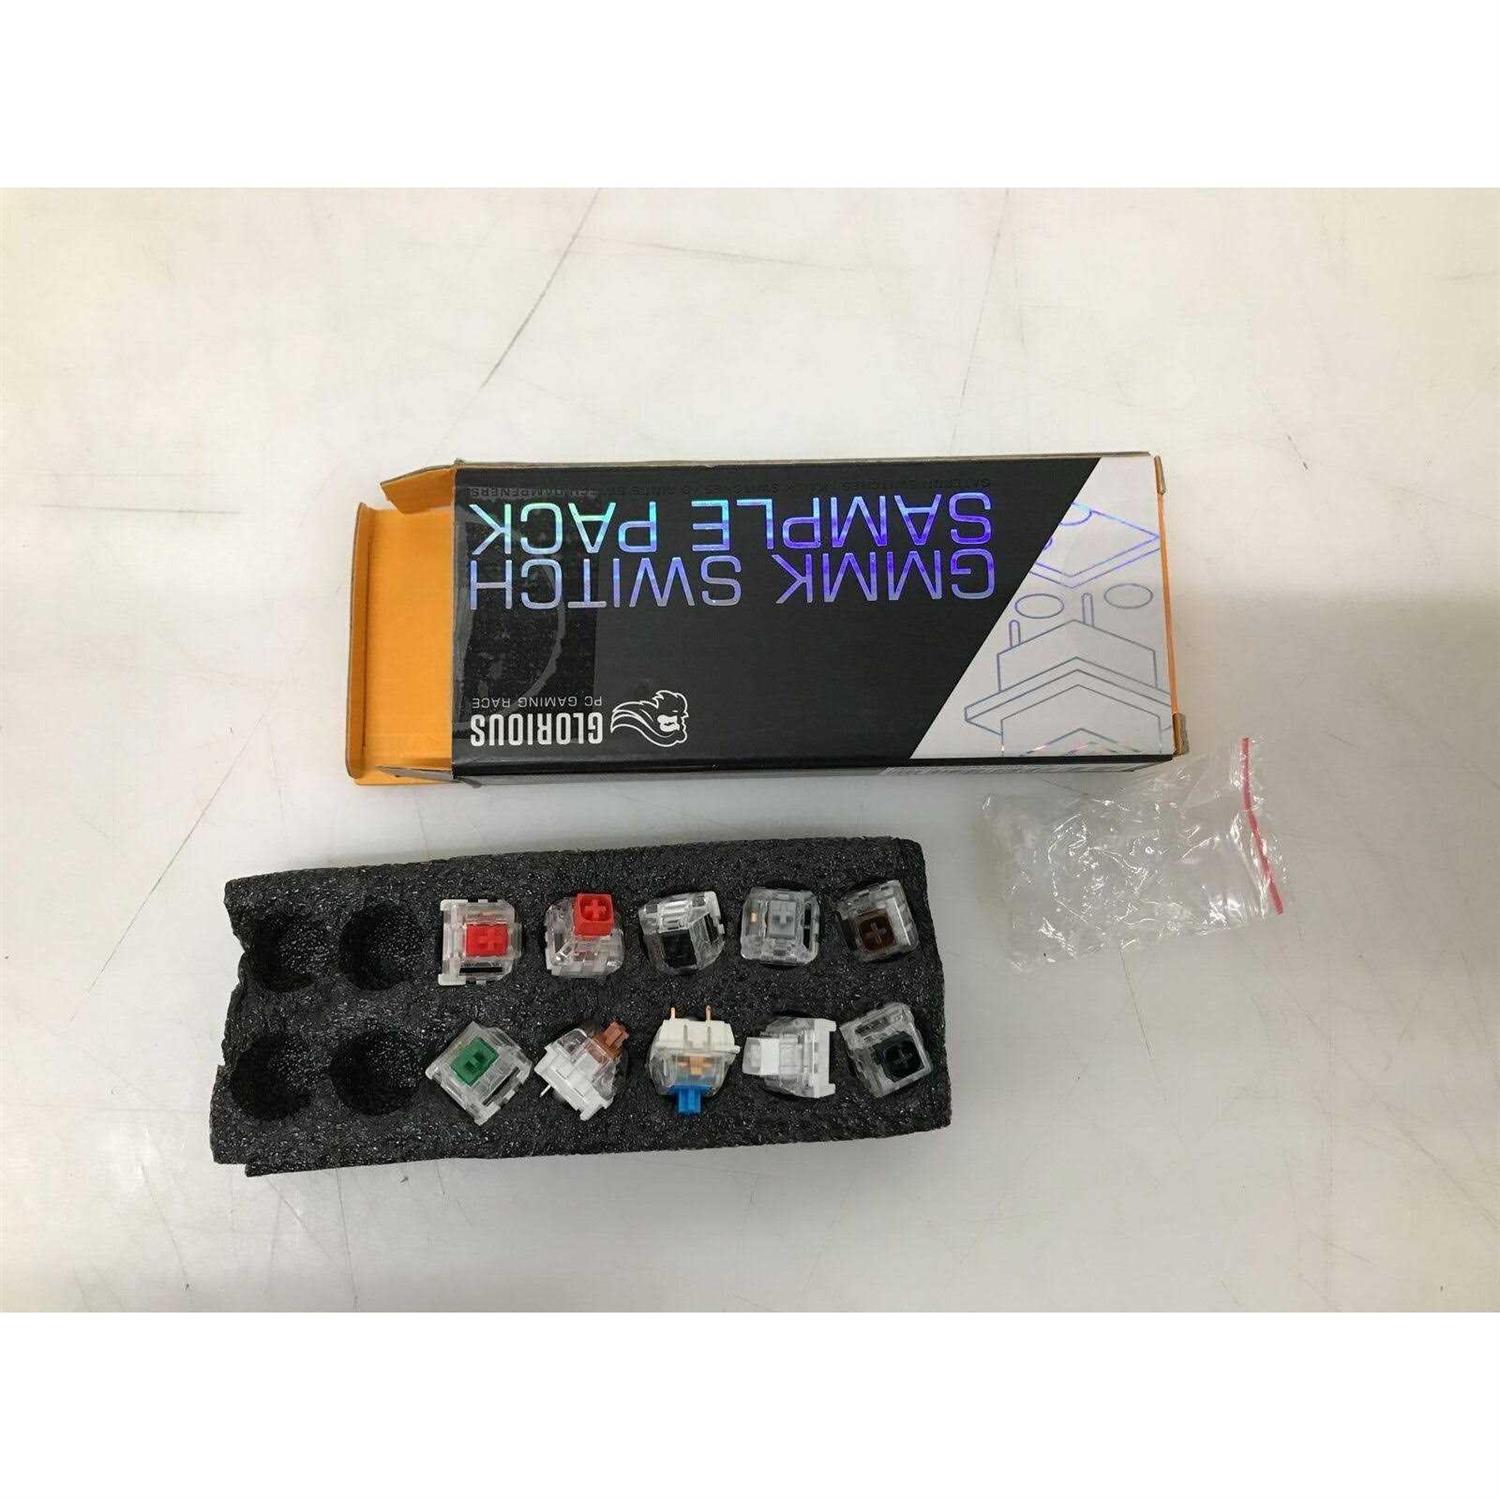 GLORIOUS
PC GAMING RACE
GMMK SWITCH
SAMPLE PACK